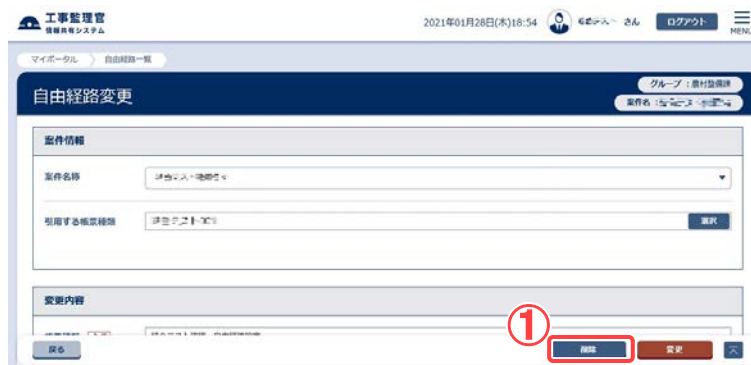 工事監理官
情報共有システム
2021年01月28日(木)18:54
さん
ログアウト
MENU
マイポータル
自由経路一覧
自由経路変更
グループ：農村整備課
案件名：
案件情報
案件名称
引用する帳票種類
選択
変更内容
①
戻る
削除
変更